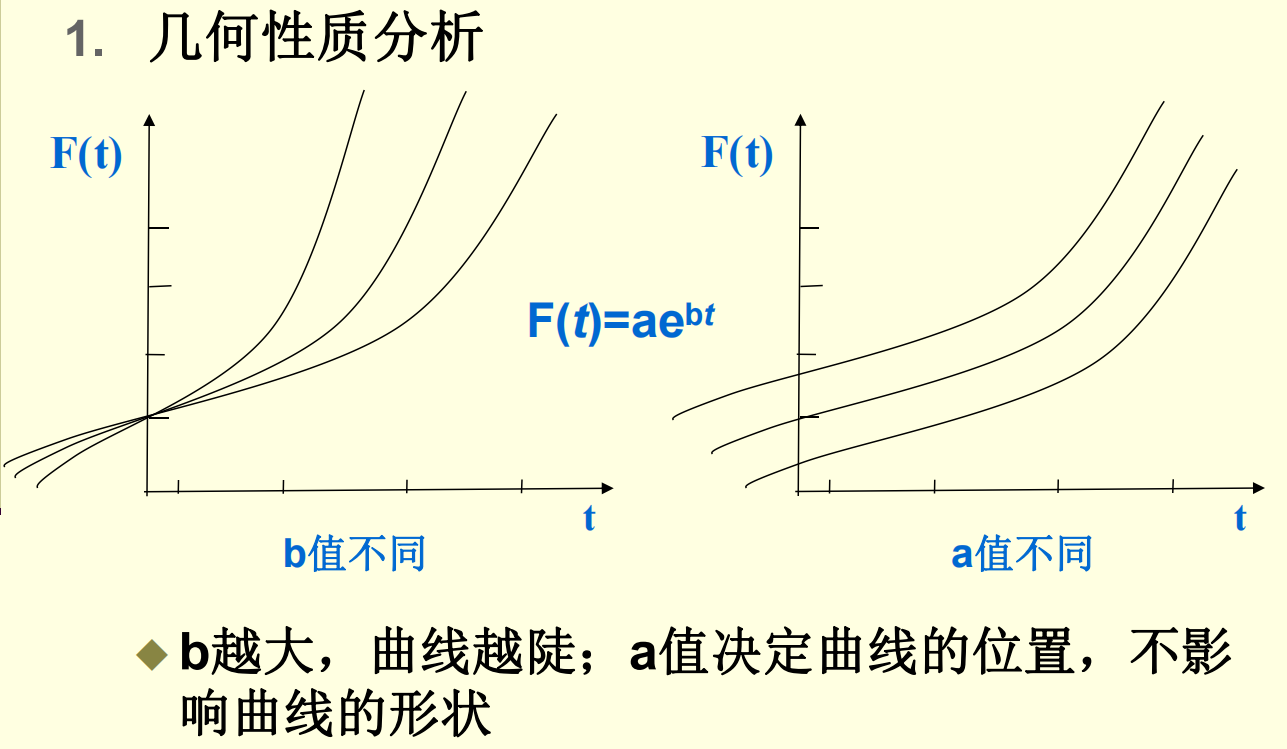 1. 几何性质分析
F(t)
F(t)
F(t)=ae^{bt}
t
t
b值不同
a值不同
b越大，曲线越陡；a值决定曲线的位置，不影
响曲线的形状